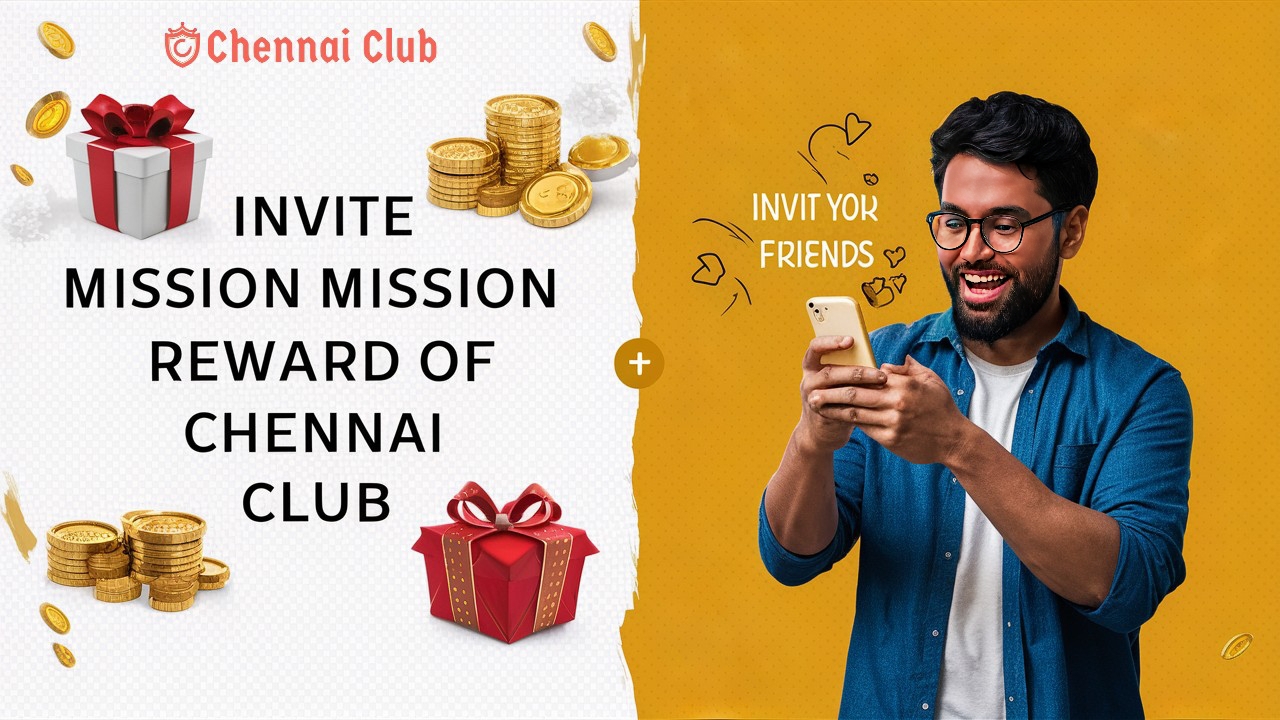 Chennai Club
INVITE
MISSION MISSION
REWARD OF
CHENNAI
CLUB
INVIT YOR
FRIENDS